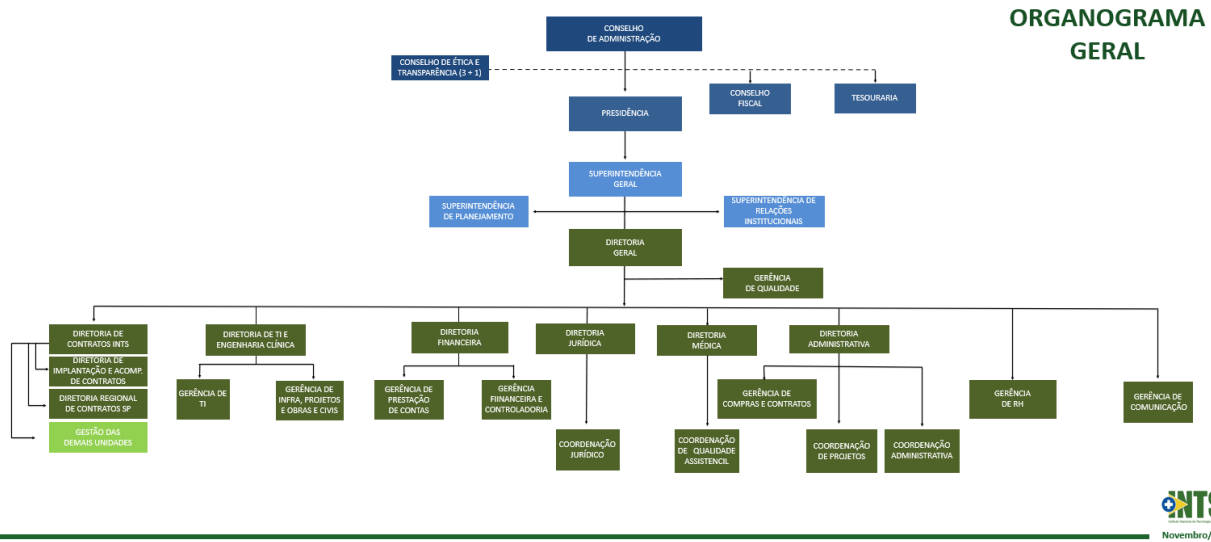 ORGANOGRAMA
GERAL
CONSELHO
DE ADMINISTRAÇÃO
CONSELHO DE ÉTICA E
TRANSPARÊNCIA (3 + 1)
CONSELHO
FISCAL
TESOURARIA
PRESIDÊNCIA
SUPERINTENDÊNCIA
GERAL
SUPERINTENDÊNCIA
DE PLANEJAMENTO
SUPERINTENDÊNCIA DE
RELAÇÕES
INSTITUCIONAIS
DIRETORIA
GERAL
GERÊNCIA
DE QUALIDADE
DIRETORIA DE
CONTRATOS INTS
DIRETORIA DE
IMPLANTAÇÃO E ACOMP.
DE CONTRATOS
DIRETORIA REGIONAL
DE CONTRATOS SP
GESTÃO DAS
DEMAIS UNIDADES
DIRETORIA DE TI E
ENGENHARIA CLÍNICA
GERÊNCIA DE
TI
GERÊNCIA DE
INFRA, PROJETOS
E OBRAS E CIVIS
DIRETORIA
FINANCEIRA
GERÊNCIA DE
PRESTAÇÃO
DE CONTAS
GERÊNCIA
FIINANCEIRA E
CONTROLADORIA
DIRETORIA
JURÍDICA
COORDENAÇÃO
JURÍDICO
DIRETORIA
MÉDICA
COORDENAÇÃO
DE QUALIDADE
ASSISTENCIL
DIRETORIA
ADMINISTRATIVA
GERÊNCIA DE
COMPRAS E CONTRATOS
COORDENAÇÃO
DE PROJETOS
COORDENAÇÃO
ADMINISTRATIVA
GERÊNCIA
DE RH
GERÊNCIA DE
COMUNICAÇÃO
INTS
Instituto Nacional de
Novembro/